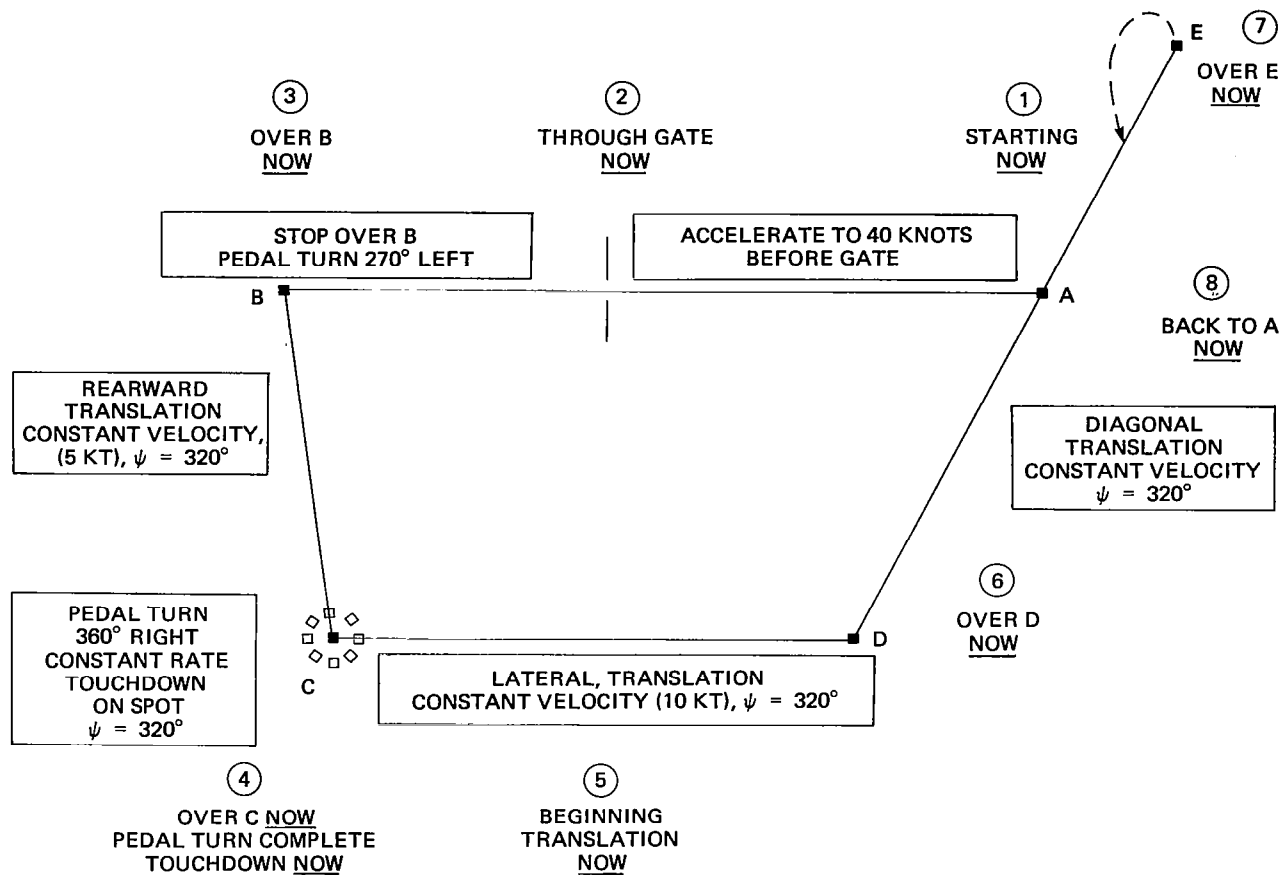 E
7
OVER E
NOW
3
OVER B
NOW
2
THROUGH GATE
NOW
1
STARTING
NOW
STOP OVER B
PEDAL TURN 270° LEFT
ACCELERATE TO 40 KNOTS
BEFORE GATE
B
A
8
BACK TO A
NOW
REARWARD
TRANSLATION
CONSTANT VELOCITY,
(5 KT), ψ = 320°
DIAGONAL
TRANSLATION
CONSTANT VELOCITY
ψ = 320°
PEDAL TURN
360° RIGHT
CONSTANT RATE
TOUCHDOWN
ON SPOT
ψ = 320°
C
D
6
OVER D
NOW
LATERAL, TRANSLATION
CONSTANT VELOCITY (10 KT), ψ = 320°
4
OVER C NOW
PEDAL TURN COMPLETE
TOUCHDOWN NOW
5
BEGINNING
TRANSLATION
NOW